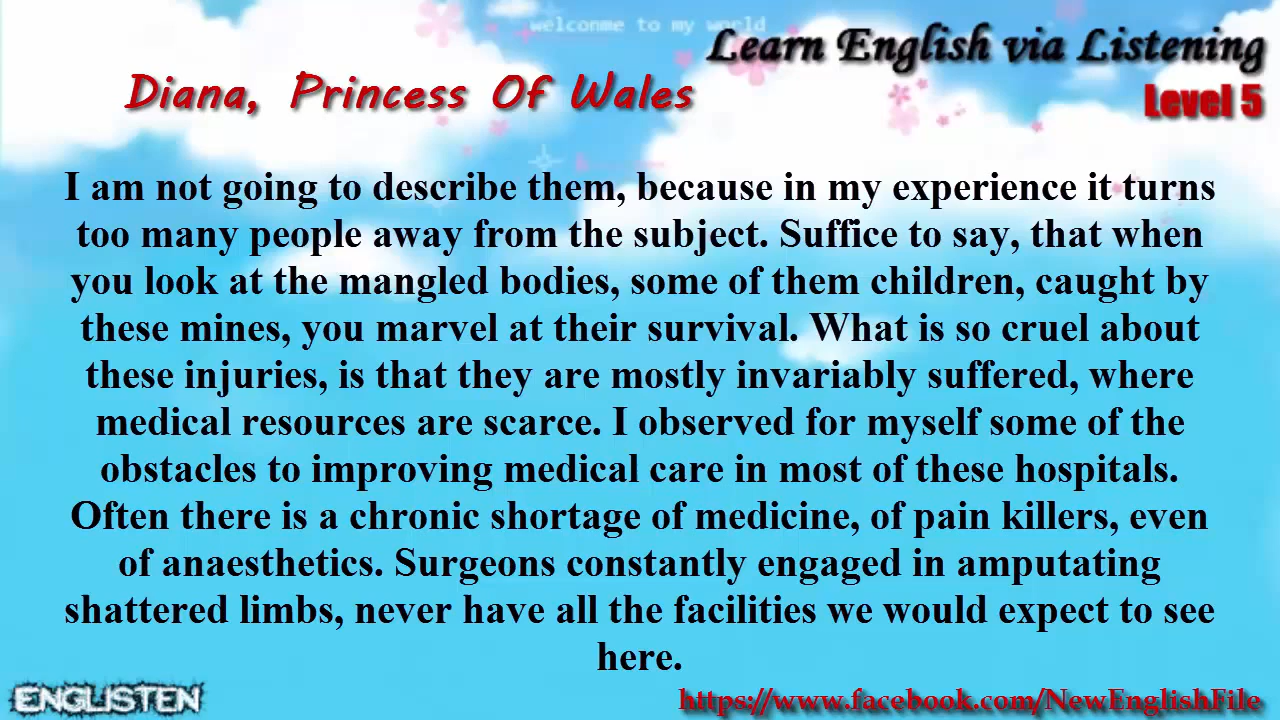 welconme to my world
Learn English via Listening
Diana, Princess Of Wales
Level 5
I am not going to describe them, because in my experience it turns
too many people away from the subject. Suffice to say, that when
you look at the mangled bodies, some of them children, caught by
these mines, you marvel at their survival. What is so cruel about
these injuries, is that they are mostly invariably suffered, where
medical resources are scarce. I observed for myself some of the
obstacles to improving medical care in most of these hospitals.
Often there is a chronic shortage of medicine, of pain killers, even
of anaesthetics. Surgeons constantly engaged in amputating
shattered limbs, never have all the facilities we would expect to see
here.
ENGLISTEN
https://www.facebook.com/NewEnglishFile